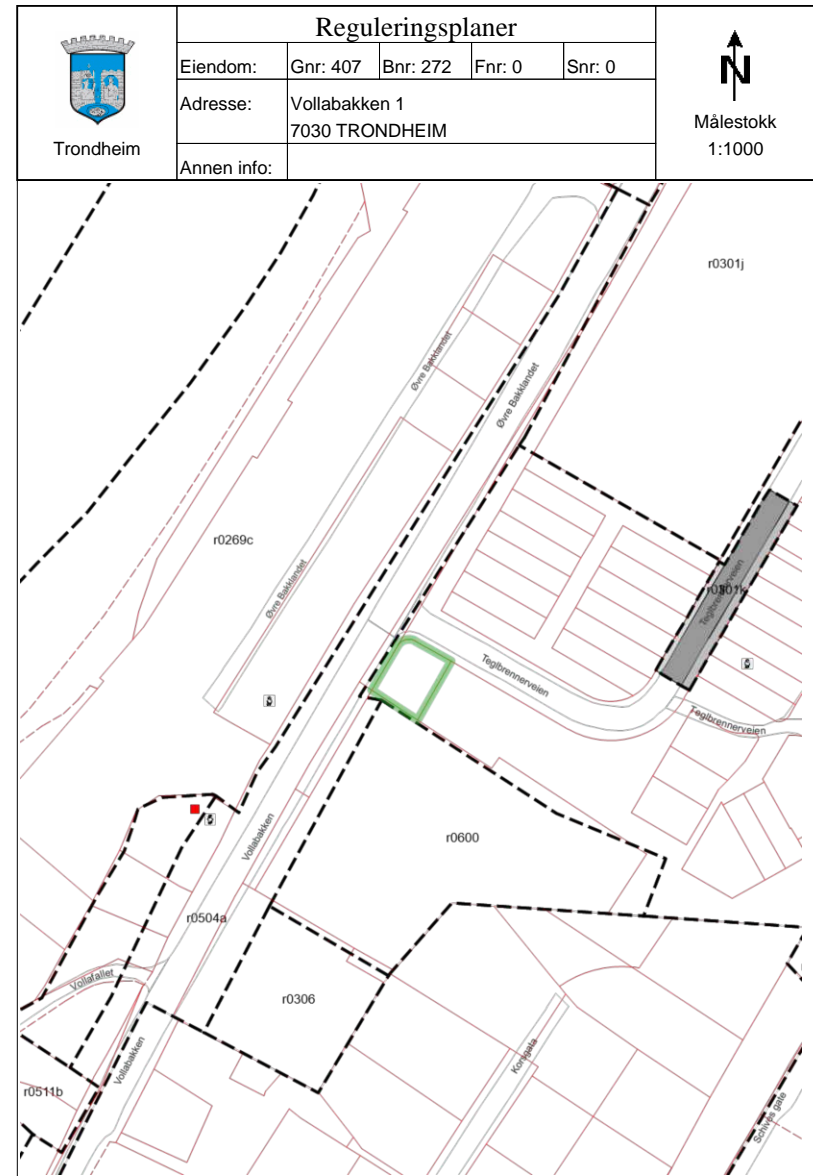 Reguleringsplaner
Eiendom: Gnr: 407 Bnr: 272 Fnr: 0 Snr: 0
Adresse: Vollabakken 1
7030 TRONDHEIM
Annen info:
Trondheim
N
Målestokk
1:1000
r0301j
Øvre Bakklandet
Øvre Bakklandet
r0269c
Teglbrennerveien
Øvre Bakklandet
Teglbrennerveien
Teglbrennerveien
Vollabakken
r0600
r0504a
Vollafallet
r0306
Vollabakken
Korsgata
r0511b
Schives gate